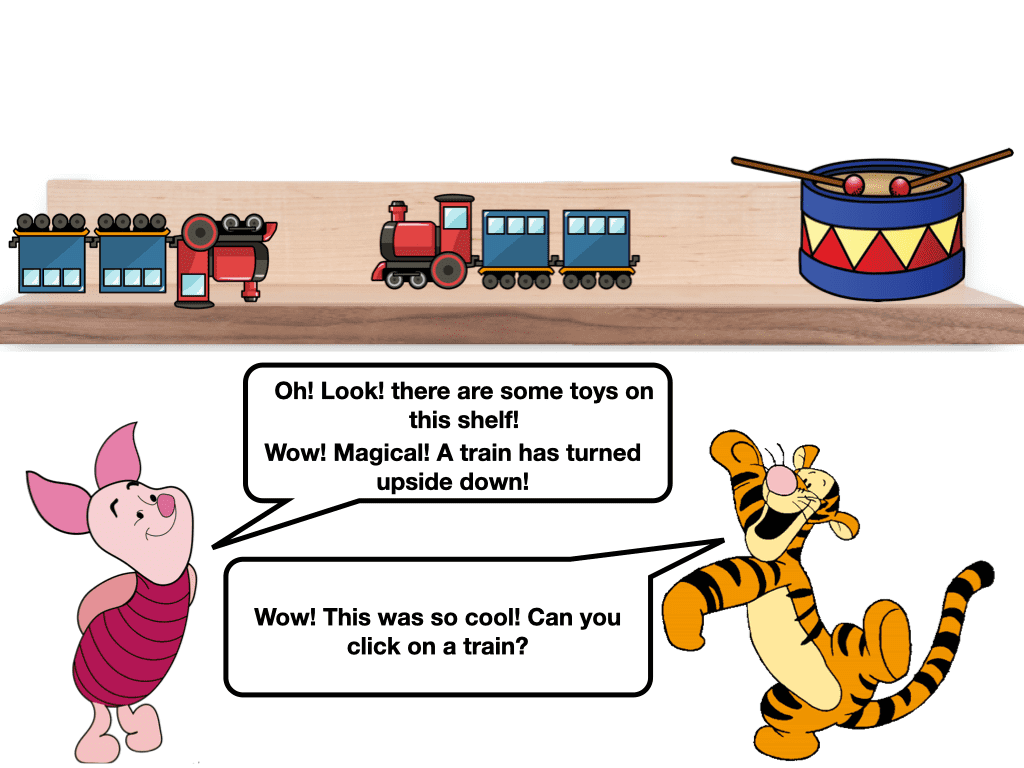 Oh! Look! there are some toys on
this shelf!
Wow! Magical! A train has turned
upside down!
Wow! This was so cool! Can you
click on a train?